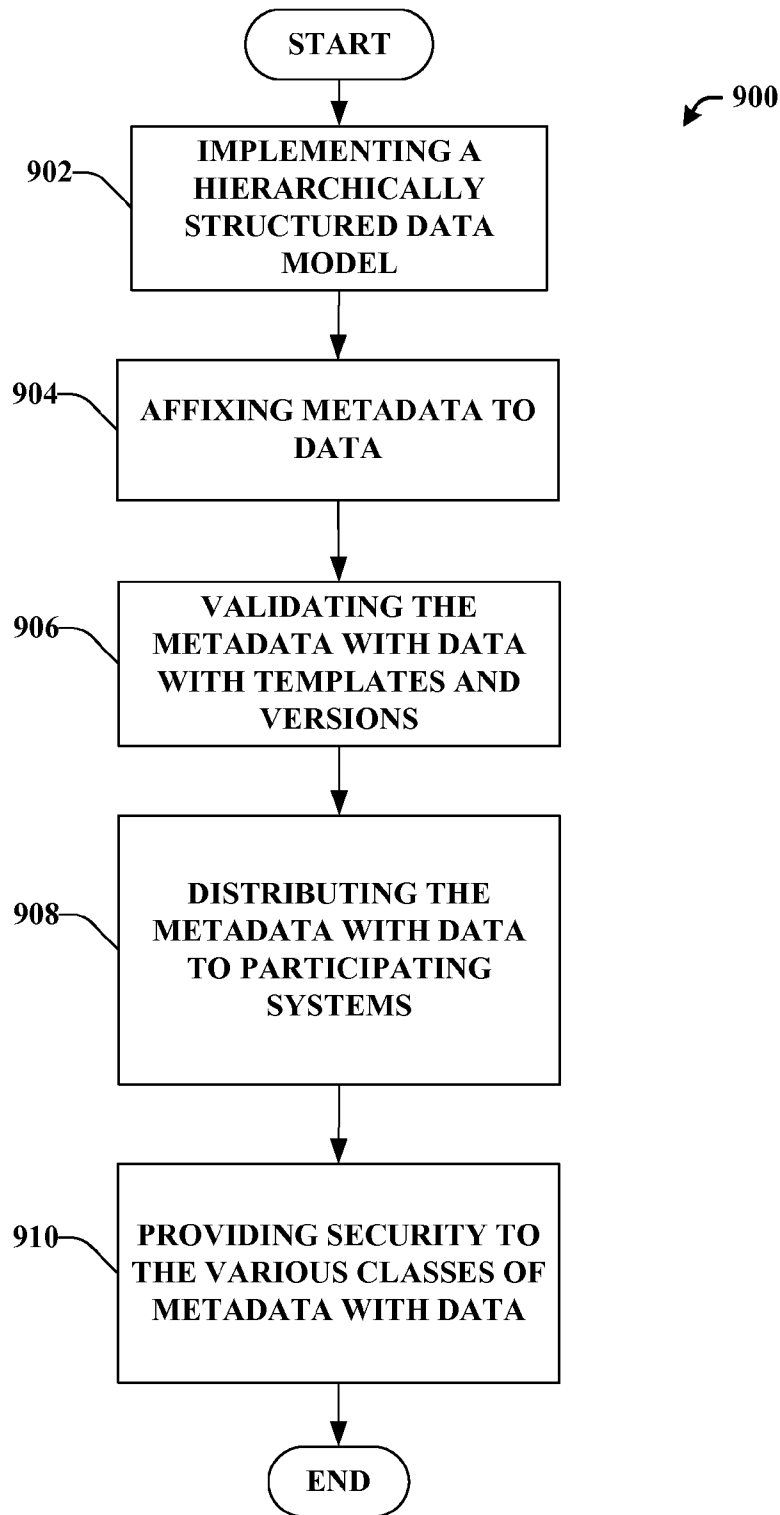 START
900
902
IMPLEMENTING A
HIERARCHICALLY
STRUCTURED DATA
MODEL
904
AFFIXING METADATA TO
DATA
906
VALIDATING THE
METADATA WITH DATA
WITH TEMPLATES AND
VERSIONS
908
DISTRIBUTING THE
METADATA WITH DATA
TO PARTICIPATING
SYSTEMS
910
PROVIDING SECURITY TO
THE VARIOUS CLASSES OF
METADATA WITH DATA
END